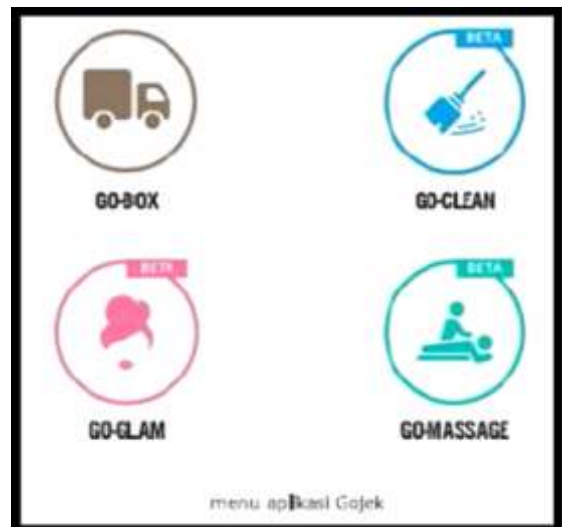 BETA
GO-BOX
GO-CLEAN
BETA
BETA
GO-GLAM
GO-MASSAGE
menu aplikasi Gojek